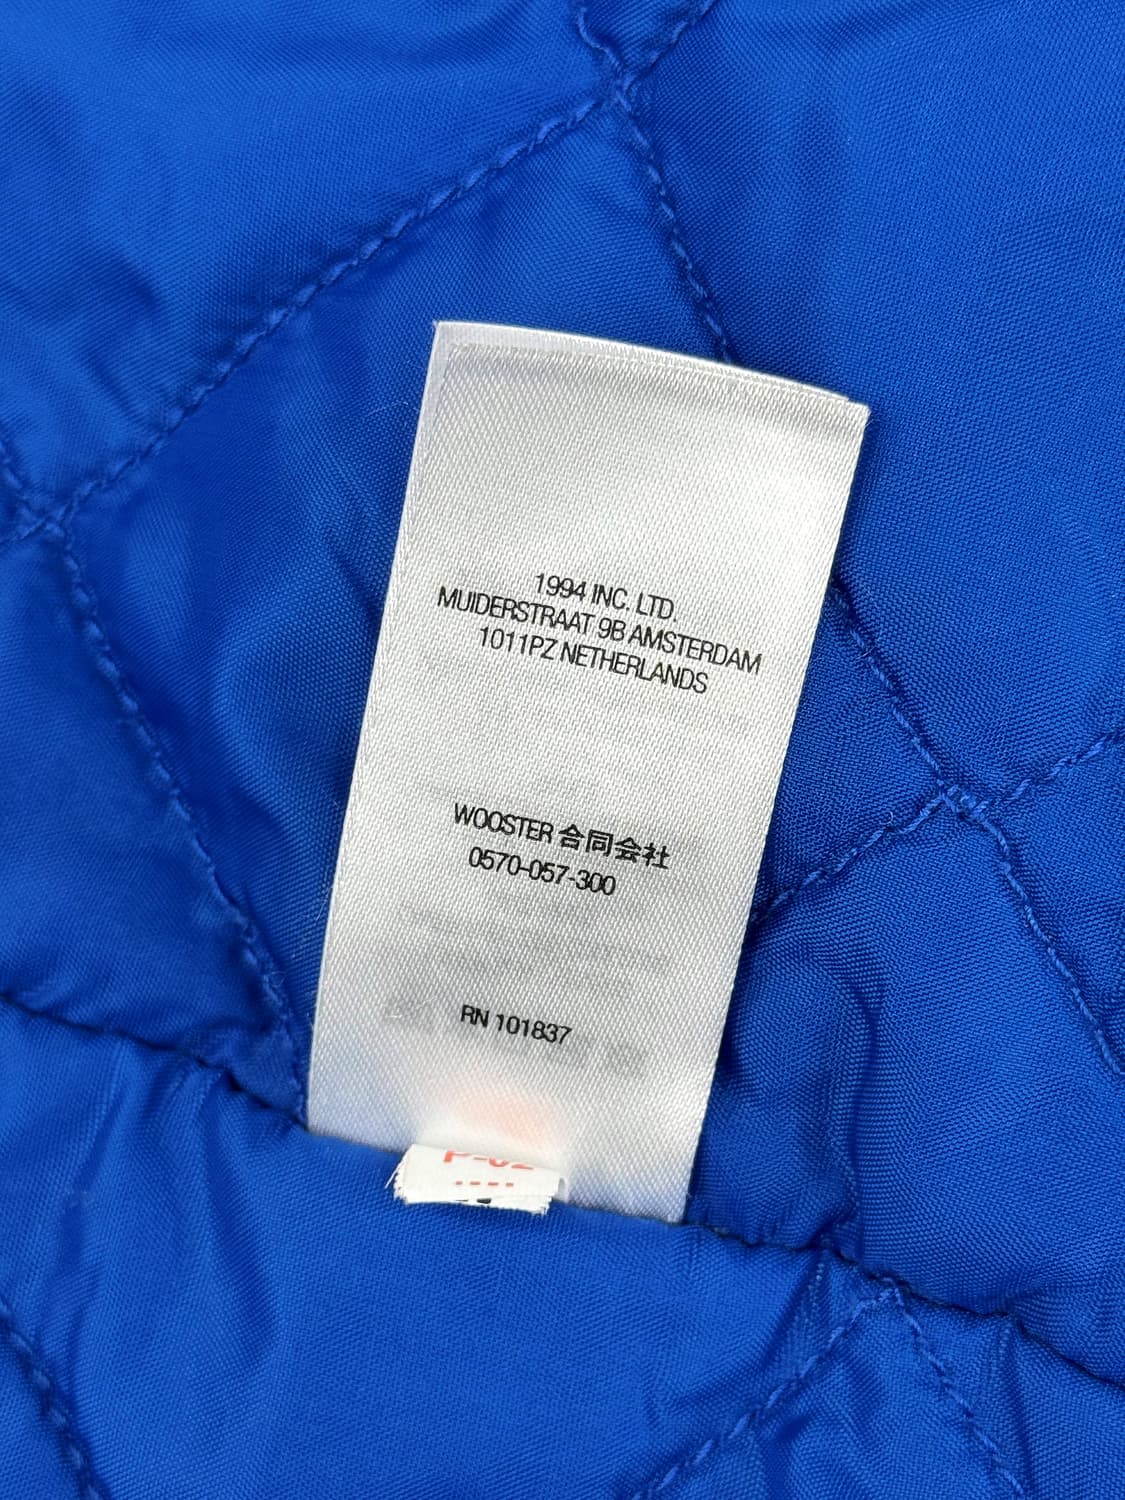 1994 INC. LTD.
MUIDERSTRAAT 9B AMSTERDAM
1011PZ NETHERLANDS
WOOSTER 合同会社
0570-057-300
RN 101837